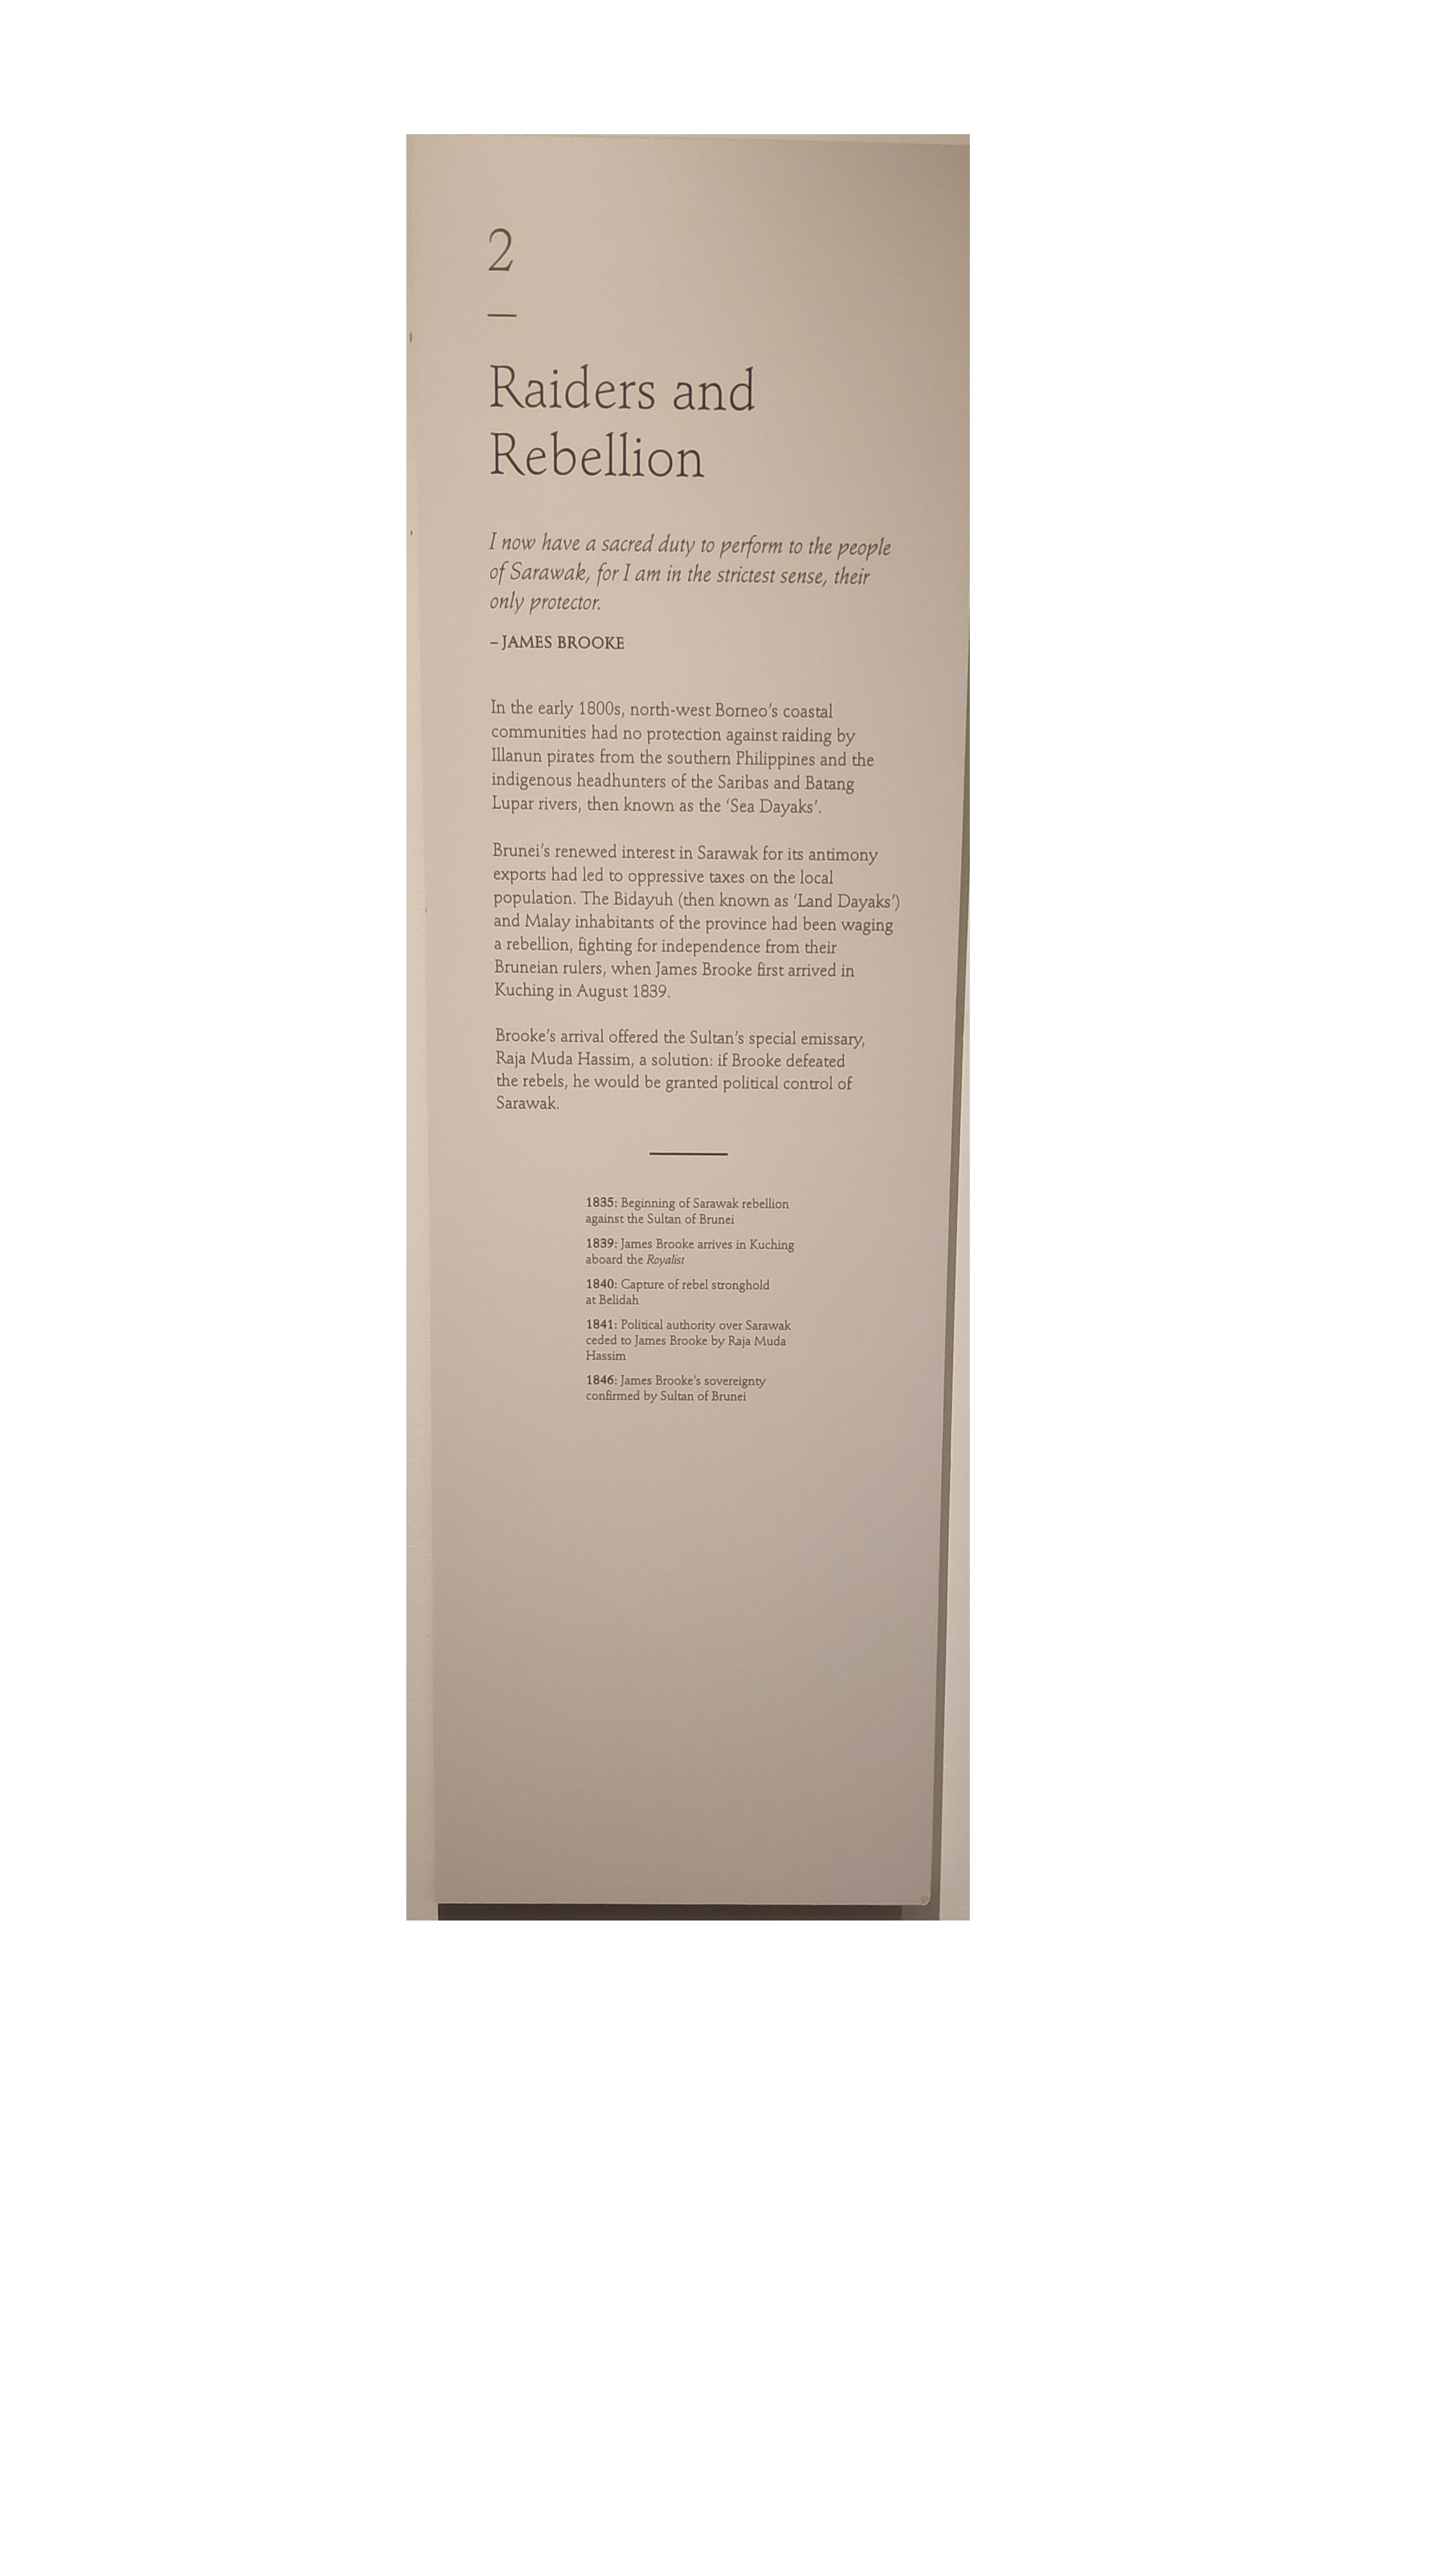 2
Raiders and
Rebellion
I now have a sacred duty to perform to the people
of Sarawak, for I am in the strictest sense, their
only protector.
– JAMES BROOKE
In the early 1800s, north-west Borneo's coastal
communities had no protection against raiding by
Illanun pirates from the southern Philippines and the
indigenous headhunters of the Saribas and Batang
Lupar rivers, then known as the ‘Sea Dayaks’.
Brunei's renewed interest in Sarawak for its antimony
exports had led to oppressive taxes on the local
population. The Bidayuh (then known as ‘Land Dayaks’)
and Malay inhabitants of the province had been waging
a rebellion, fighting for independence from their
Bruneian rulers, when James Brooke first arrived in
Kuching in August 1839.
Brooke's arrival offered the Sultan's special emissary,
Raja Muda Hassim, a solution: if Brooke defeated
the rebels, he would be granted political control of
Sarawak.
1835: Beginning of Sarawak rebellion
against the Sultan of Brunei
1839: James Brooke arrives in Kuching
aboard the Royalist
1840: Capture of rebel stronghold
at Belidah
1841: Political authority over Sarawak
ceded to James Brooke by Raja Muda
Hassim
1846: James Brooke's sovereignty
confirmed by Sultan of Brunei